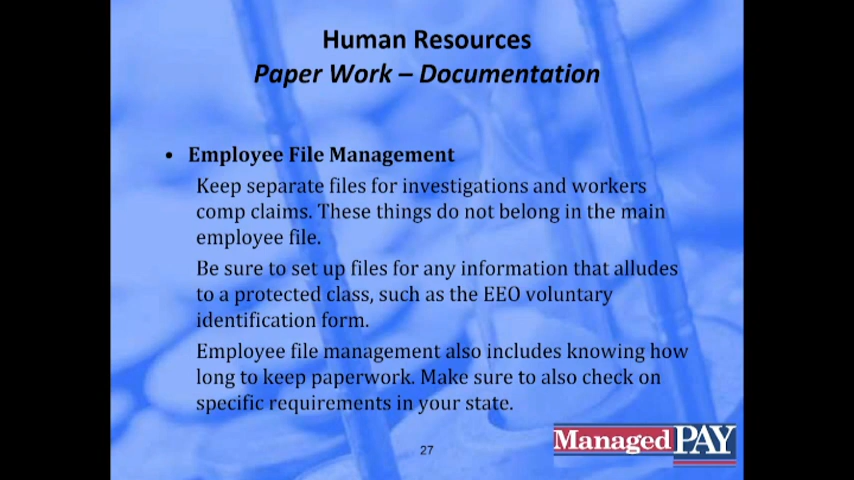 Human Resources
Paper Work – Documentation
• Employee File Management
Keep separate files for investigations and workers
comp claims. These things do not belong in the main
employee file.
Be sure to set up files for any information that alludes
to a protected class, such as the EEO voluntary
identification form.
Employee file management also includes knowing how
long to keep paperwork. Make sure to also check on
specific requirements in your state.
27
ManagedPAY